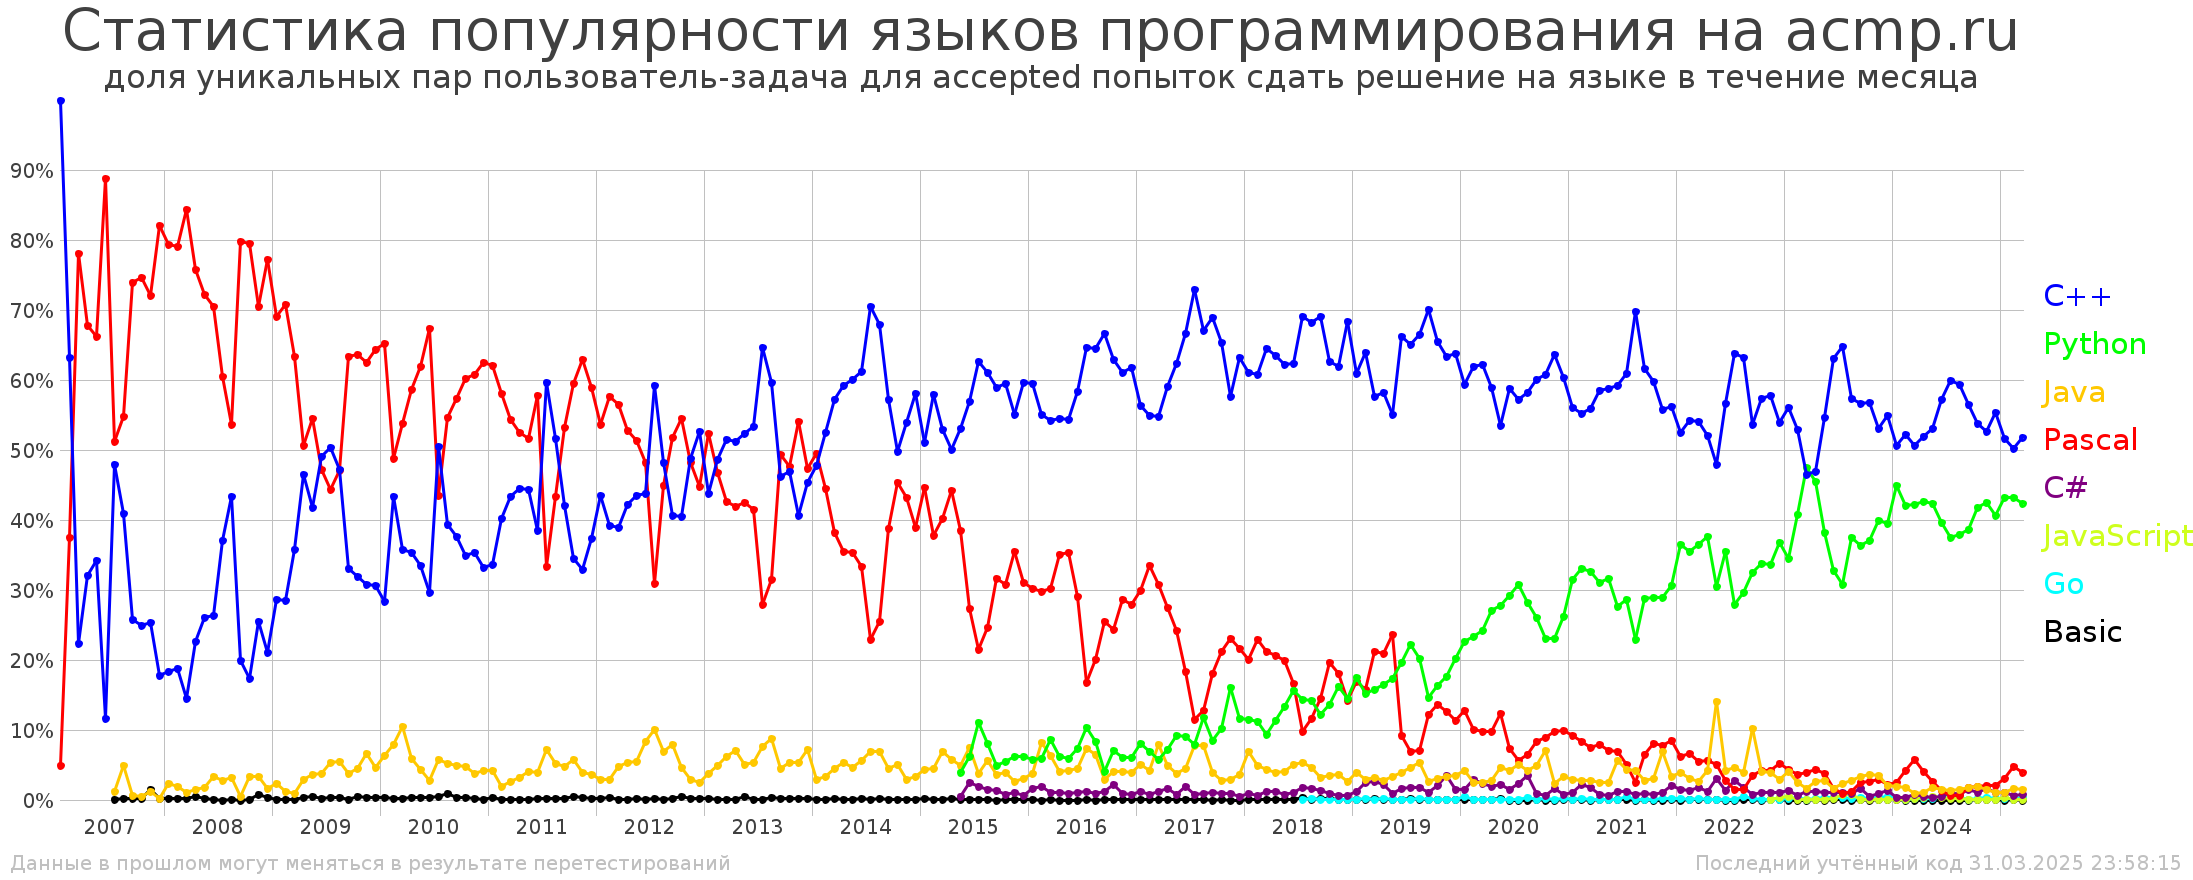 Статистика популярности языков программирования на acmp.ru
доля уникальных пар пользователь-задача для accepted попыток сдать решение на языке в течение месяца
90%
80%
70%
60%
50%
40%
30%
20%
10%
0%
C++
Python
Java
Pascal
C#
JavaScript
Go
Basic
2007 2008 2009 2010 2011 2012 2013 2014 2015 2016 2017 2018 2019 2020 2021 2022 2023 2024
Данные в прошлом могут меняться в результате перетестирований
Последний учтённый код 31.03.2025 23:58:15